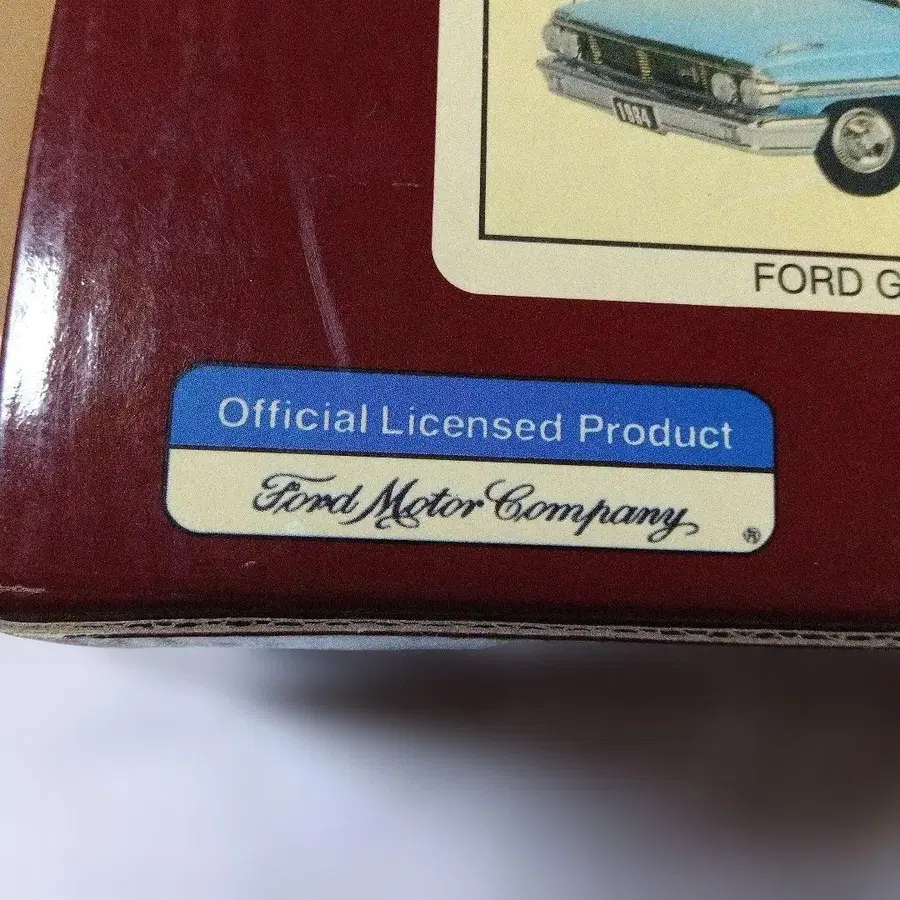 1964
FORD G
Official Licensed Product
Ford Motor Company
®